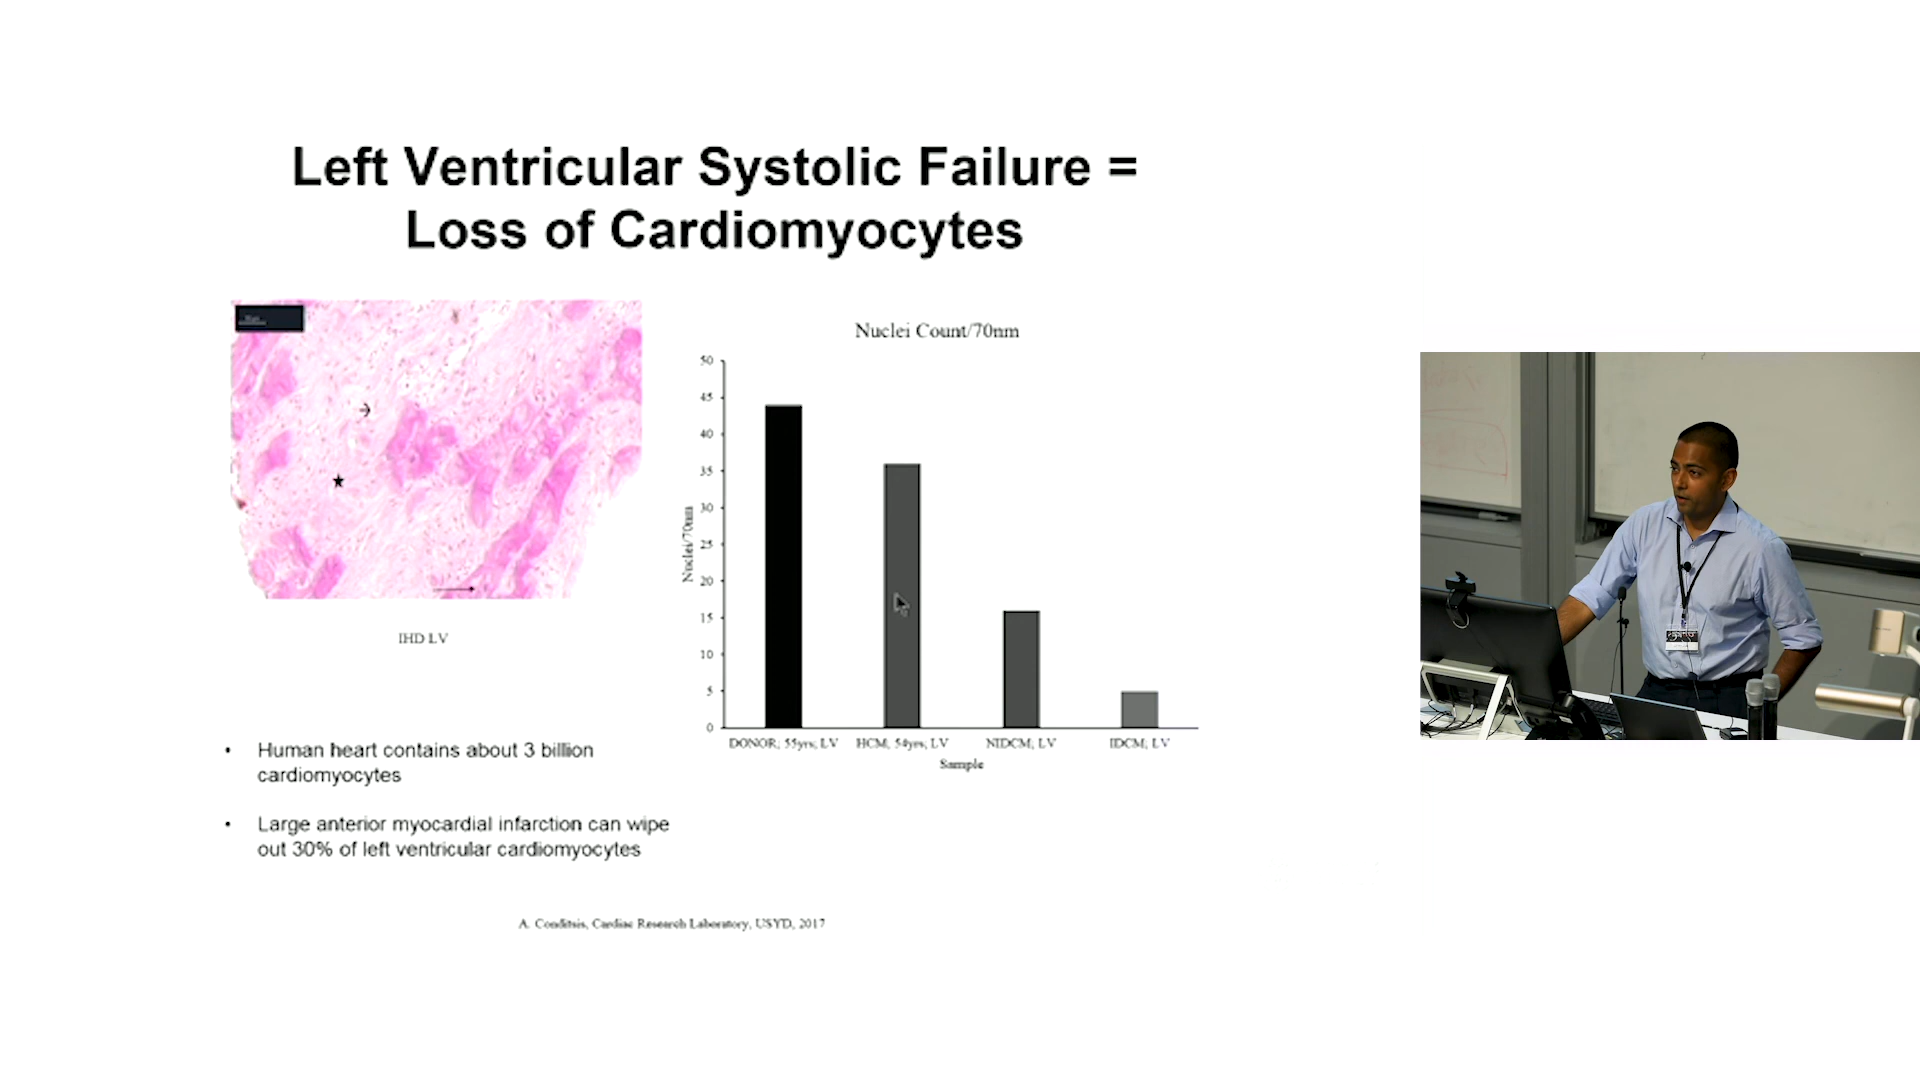 Left Ventricular Systolic Failure =
Loss of Cardiomyocytes
IHD LV
Nuclei Count/70nm
Nuclei/70nm
50
45
40
35
30
25
20
15
10
5
0
DONOR; 55yrs; LV
HCM; 54yrs; LV
NIDCM; LV
IDCM; LV
Sample
• Human heart contains about 3 billion
cardiomyocytes
• Large anterior myocardial infarction can wipe
out 30% of left ventricular cardiomyocytes
A. Cardiac Research Laboratory, USYD, 2017